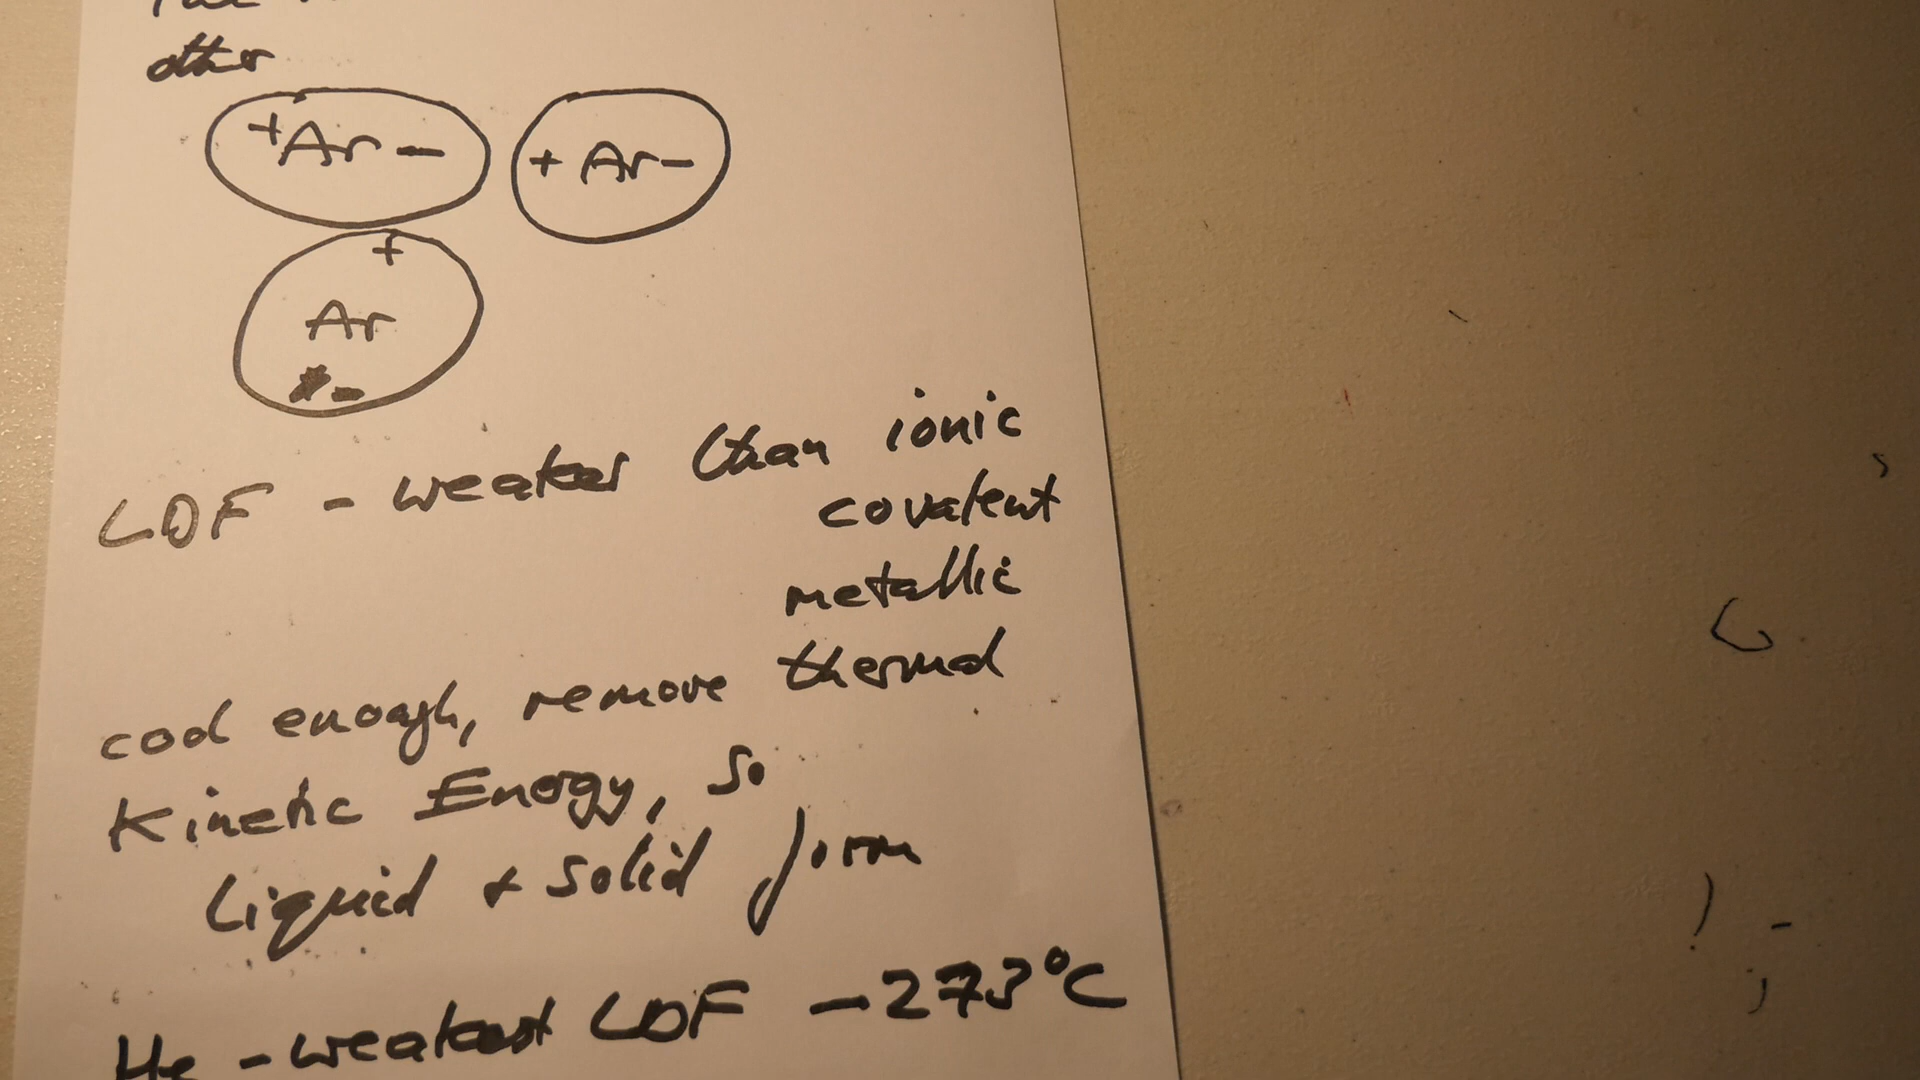 other
+Ar - + Ar -
+
Ar
-
LDF - weaker than ionic
covalent
metallic
cool enough, remove thermal
Kinetic Energy, so
Liquid + solid form
He - weakest LDF -273°C